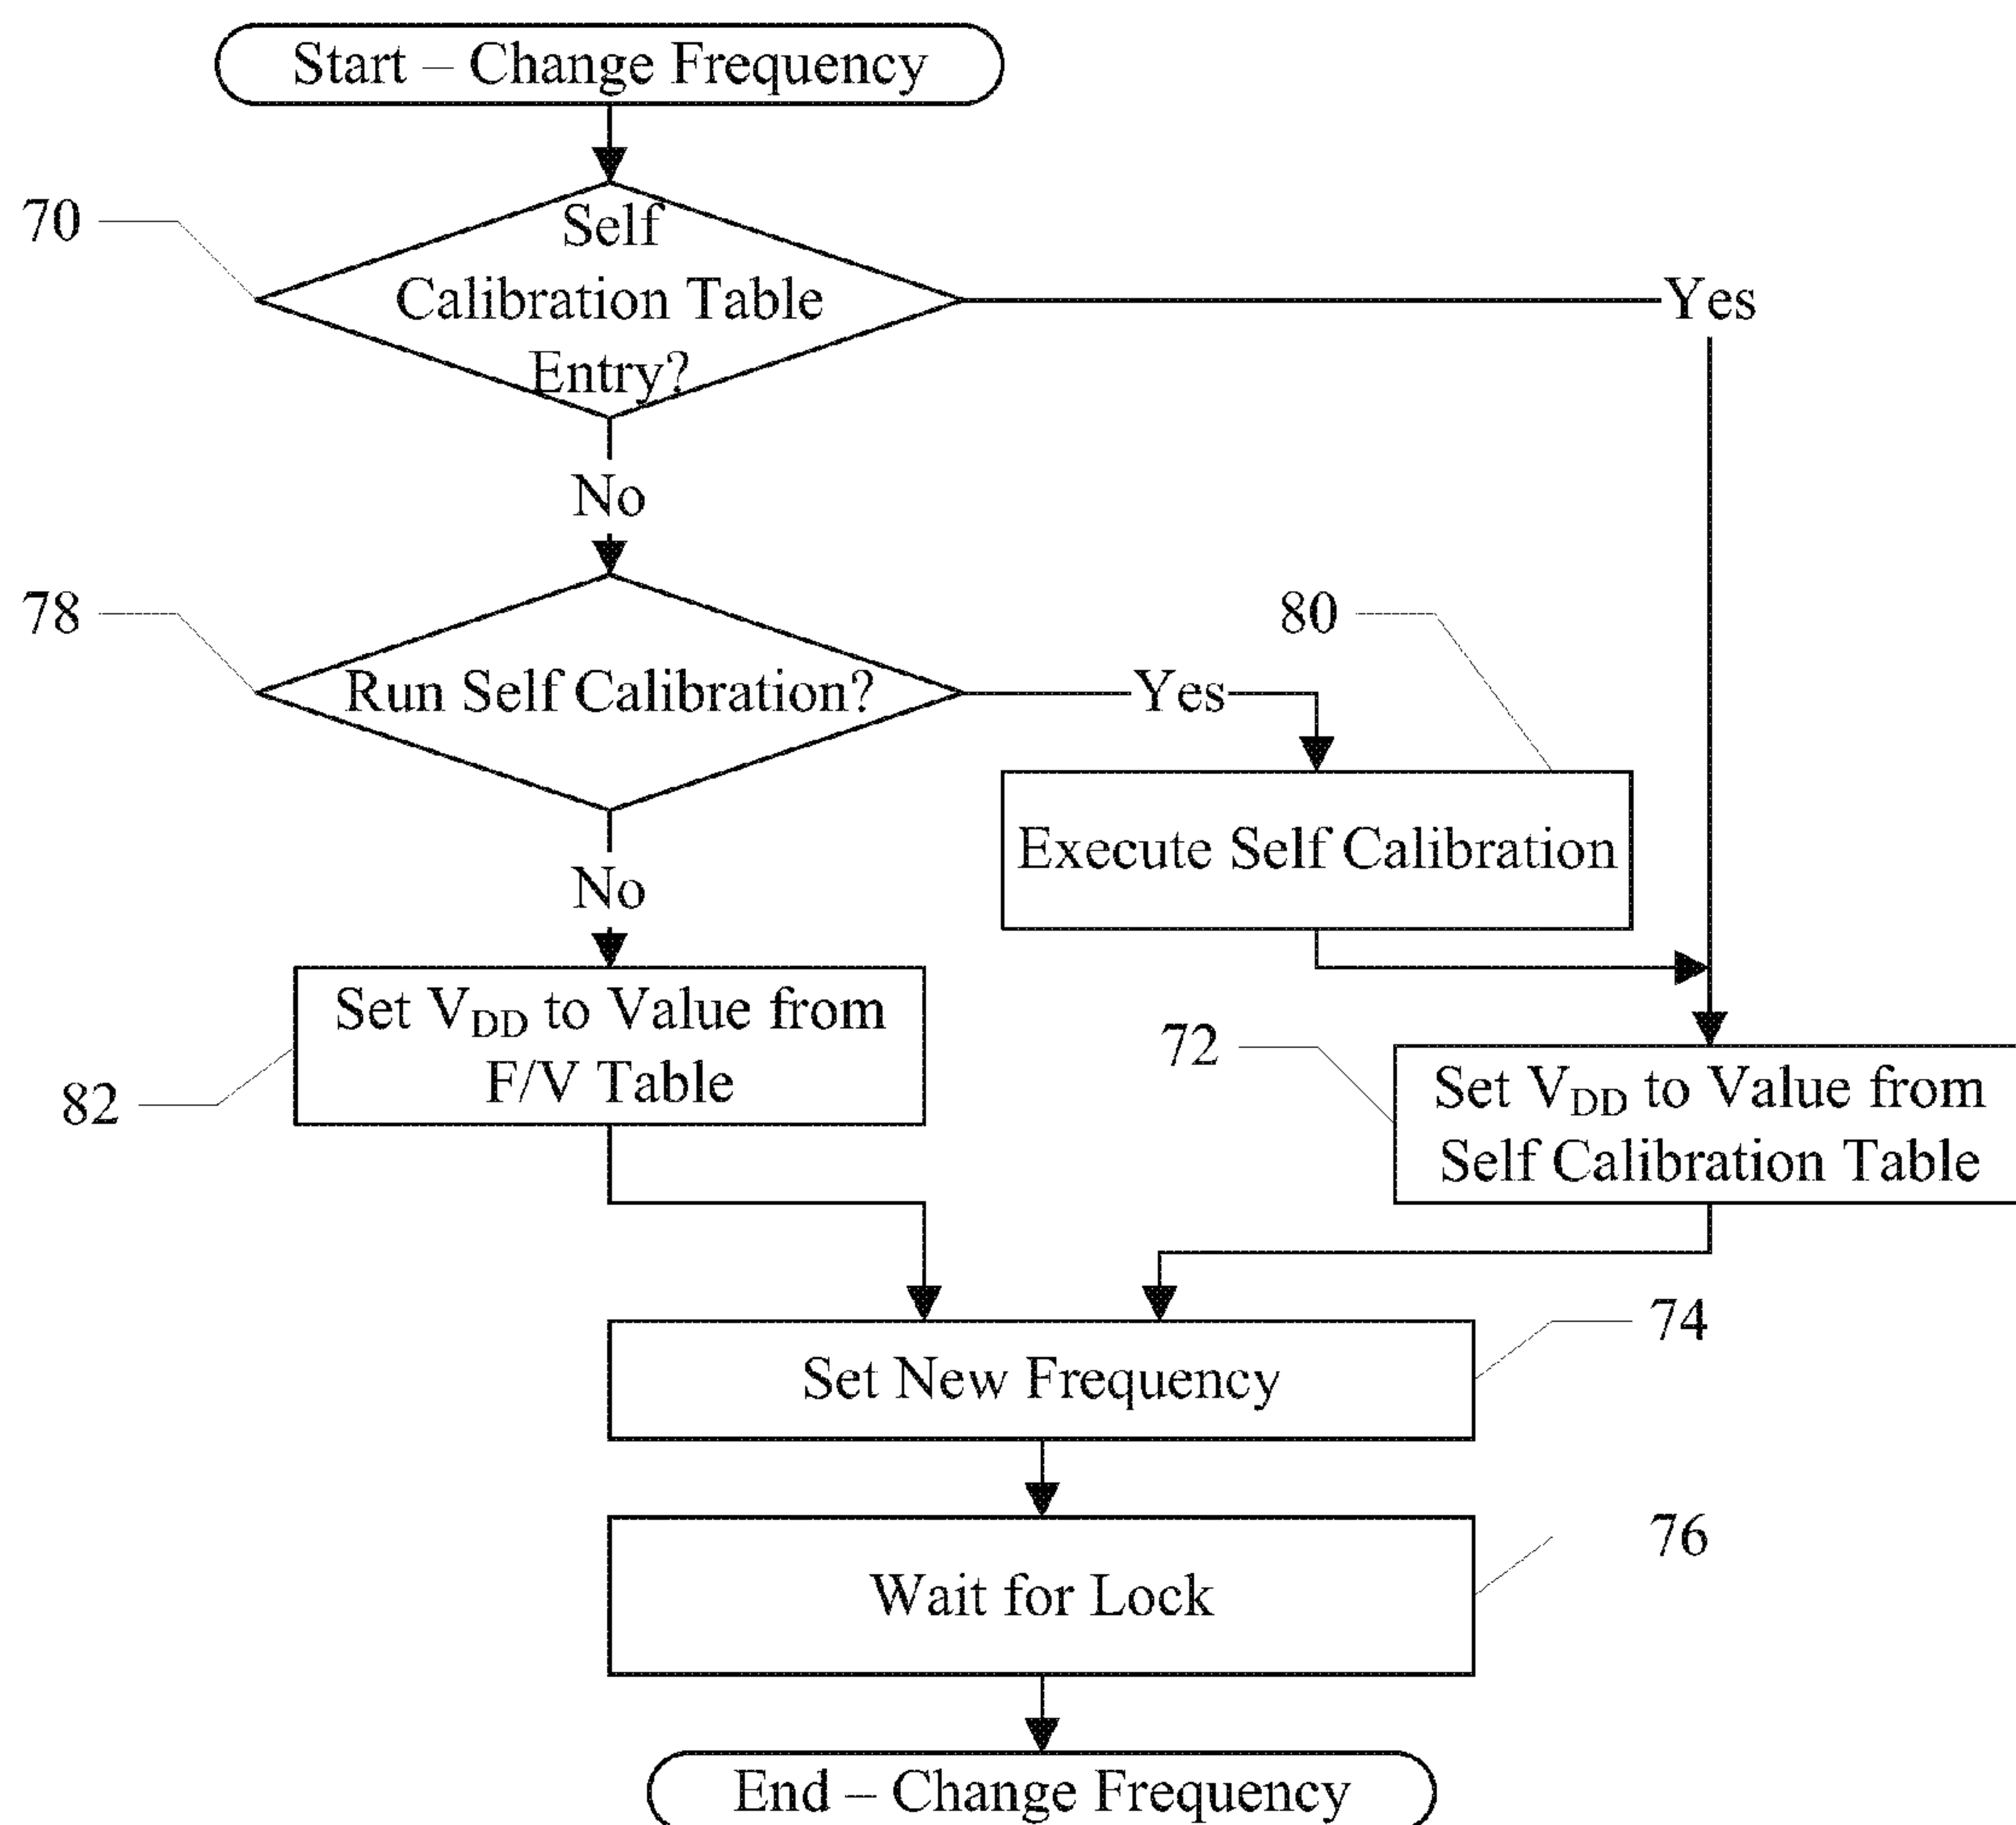 Start – Change Frequency
70
Self
Calibration Table
Entry?
Yes
No
78
Run Self Calibration?
Yes
80
Execute Self Calibration
No
82
Set VDD to Value from
F/V Table
72
Set VDD to Value from
Self Calibration Table
74
Set New Frequency
76
Wait for Lock
End – Change Frequency